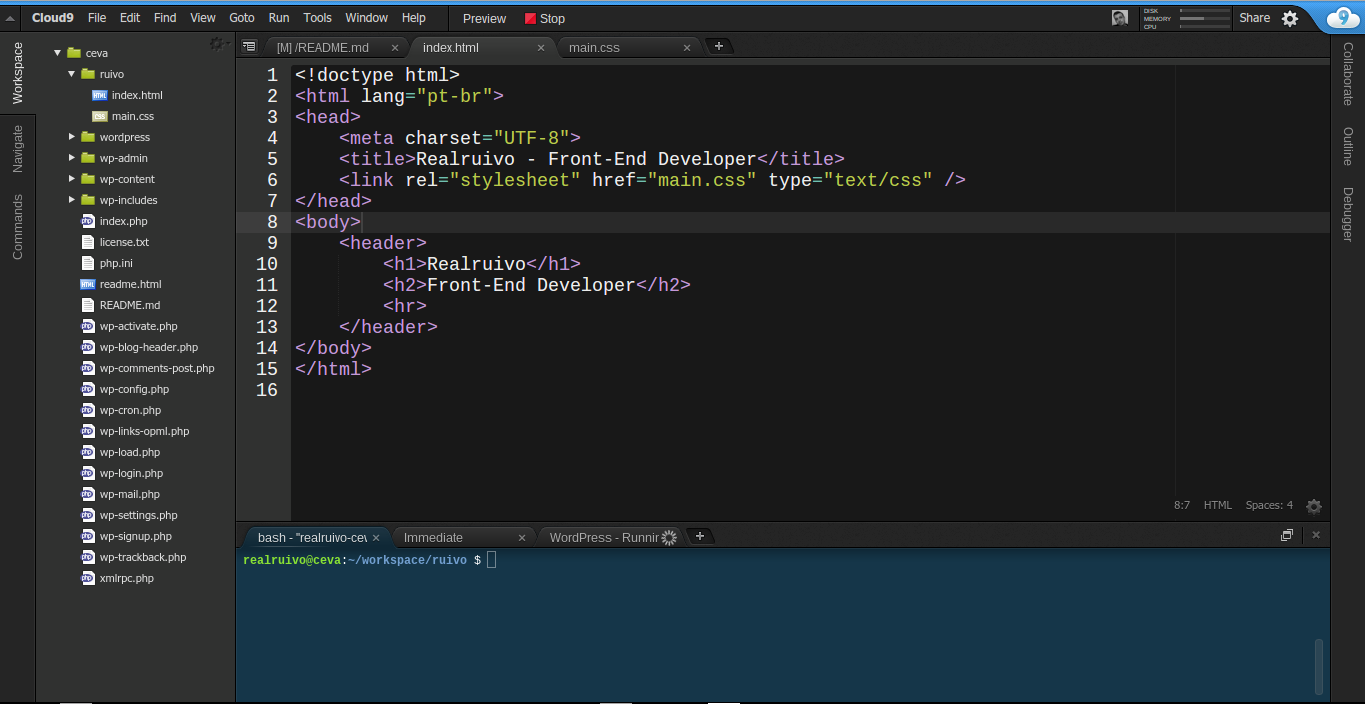 Cloud9 File Edit Find View Goto Run Tools Window Help Preview Stop DISK MEMORY CPU Share 9
Workspace
Navigate
Commands
ceva
ruivo
index.html
main.css
wordpress
wp-admin
wp-content
wp-includes
index.php
license.txt
php.ini
readme.html
README.md
wp-activate.php
wp-blog-header.php
wp-comments-post.php
wp-config.php
wp-cron.php
wp-links-opml.php
wp-load.php
wp-login.php
wp-mail.php
wp-settings.php
wp-signup.php
wp-trackback.php
xmlrpc.php
[M] /README.md × index.html × main.css × +
1 <!doctype html>
2 <html lang="pt-br">
3 <head>
4 <meta charset="UTF-8">
5 <title>Realruivo - Front-End Developer</title>
6 <link rel="stylesheet" href="main.css" type="text/css" />
7 </head>
8 <body>
9 <header>
10 <h1>Realruivo</h1>
11 <h2>Front-End Developer</h2>
12 <hr>
13 </header>
14 </body>
15 </html>
16
8:7 HTML Spaces: 4
bash - "realruivo-cev × Immediate × WordPress - Runnir +
realruivo@ceva:~/workspace/ruivo $
Collaborate
Outline
Debugger